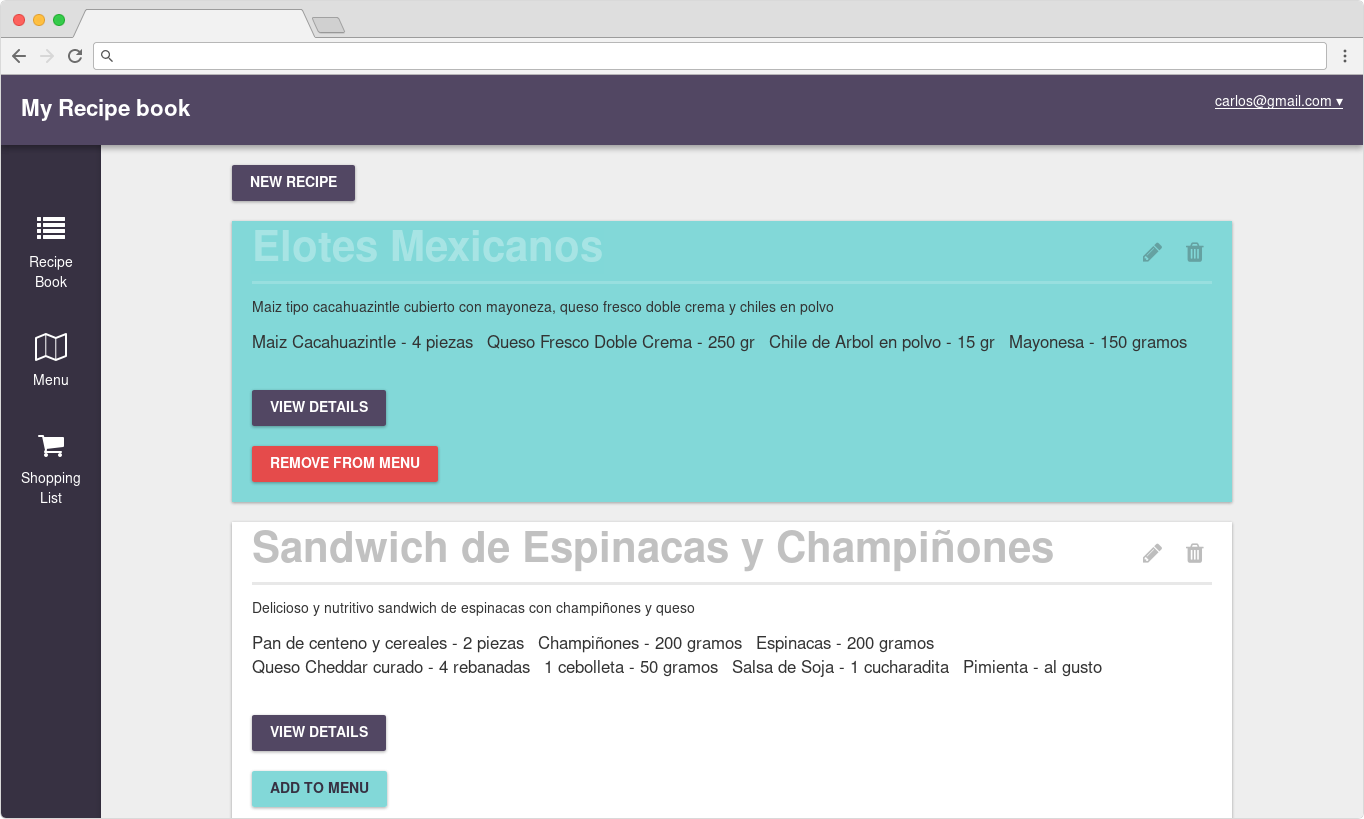 My Recipe book
carlos@gmail.com ▾
Recipe
Book
Menu
Shopping
List
NEW RECIPE
Elotes Mexicanos
Maiz tipo cacahuazintle cubierto con mayoneza, queso fresco doble crema y chiles en polvo
Maiz Cacahuazintle - 4 piezas Queso Fresco Doble Crema - 250 gr Chile de Arbol en polvo - 15 gr Mayonesa - 150 gramos
VIEW DETAILS
REMOVE FROM MENU
Sandwich de Espinacas y Champiñones
Delicioso y nutritivo sandwich de espinacas con champiñones y queso
Pan de centeno y cereales - 2 piezas Champiñones - 200 gramos Espinacas - 200 gramos
Queso Cheddar curado - 4 rebanadas 1 cebolleta - 50 gramos Salsa de Soja - 1 cucharadita Pimienta - al gusto
VIEW DETAILS
ADD TO MENU